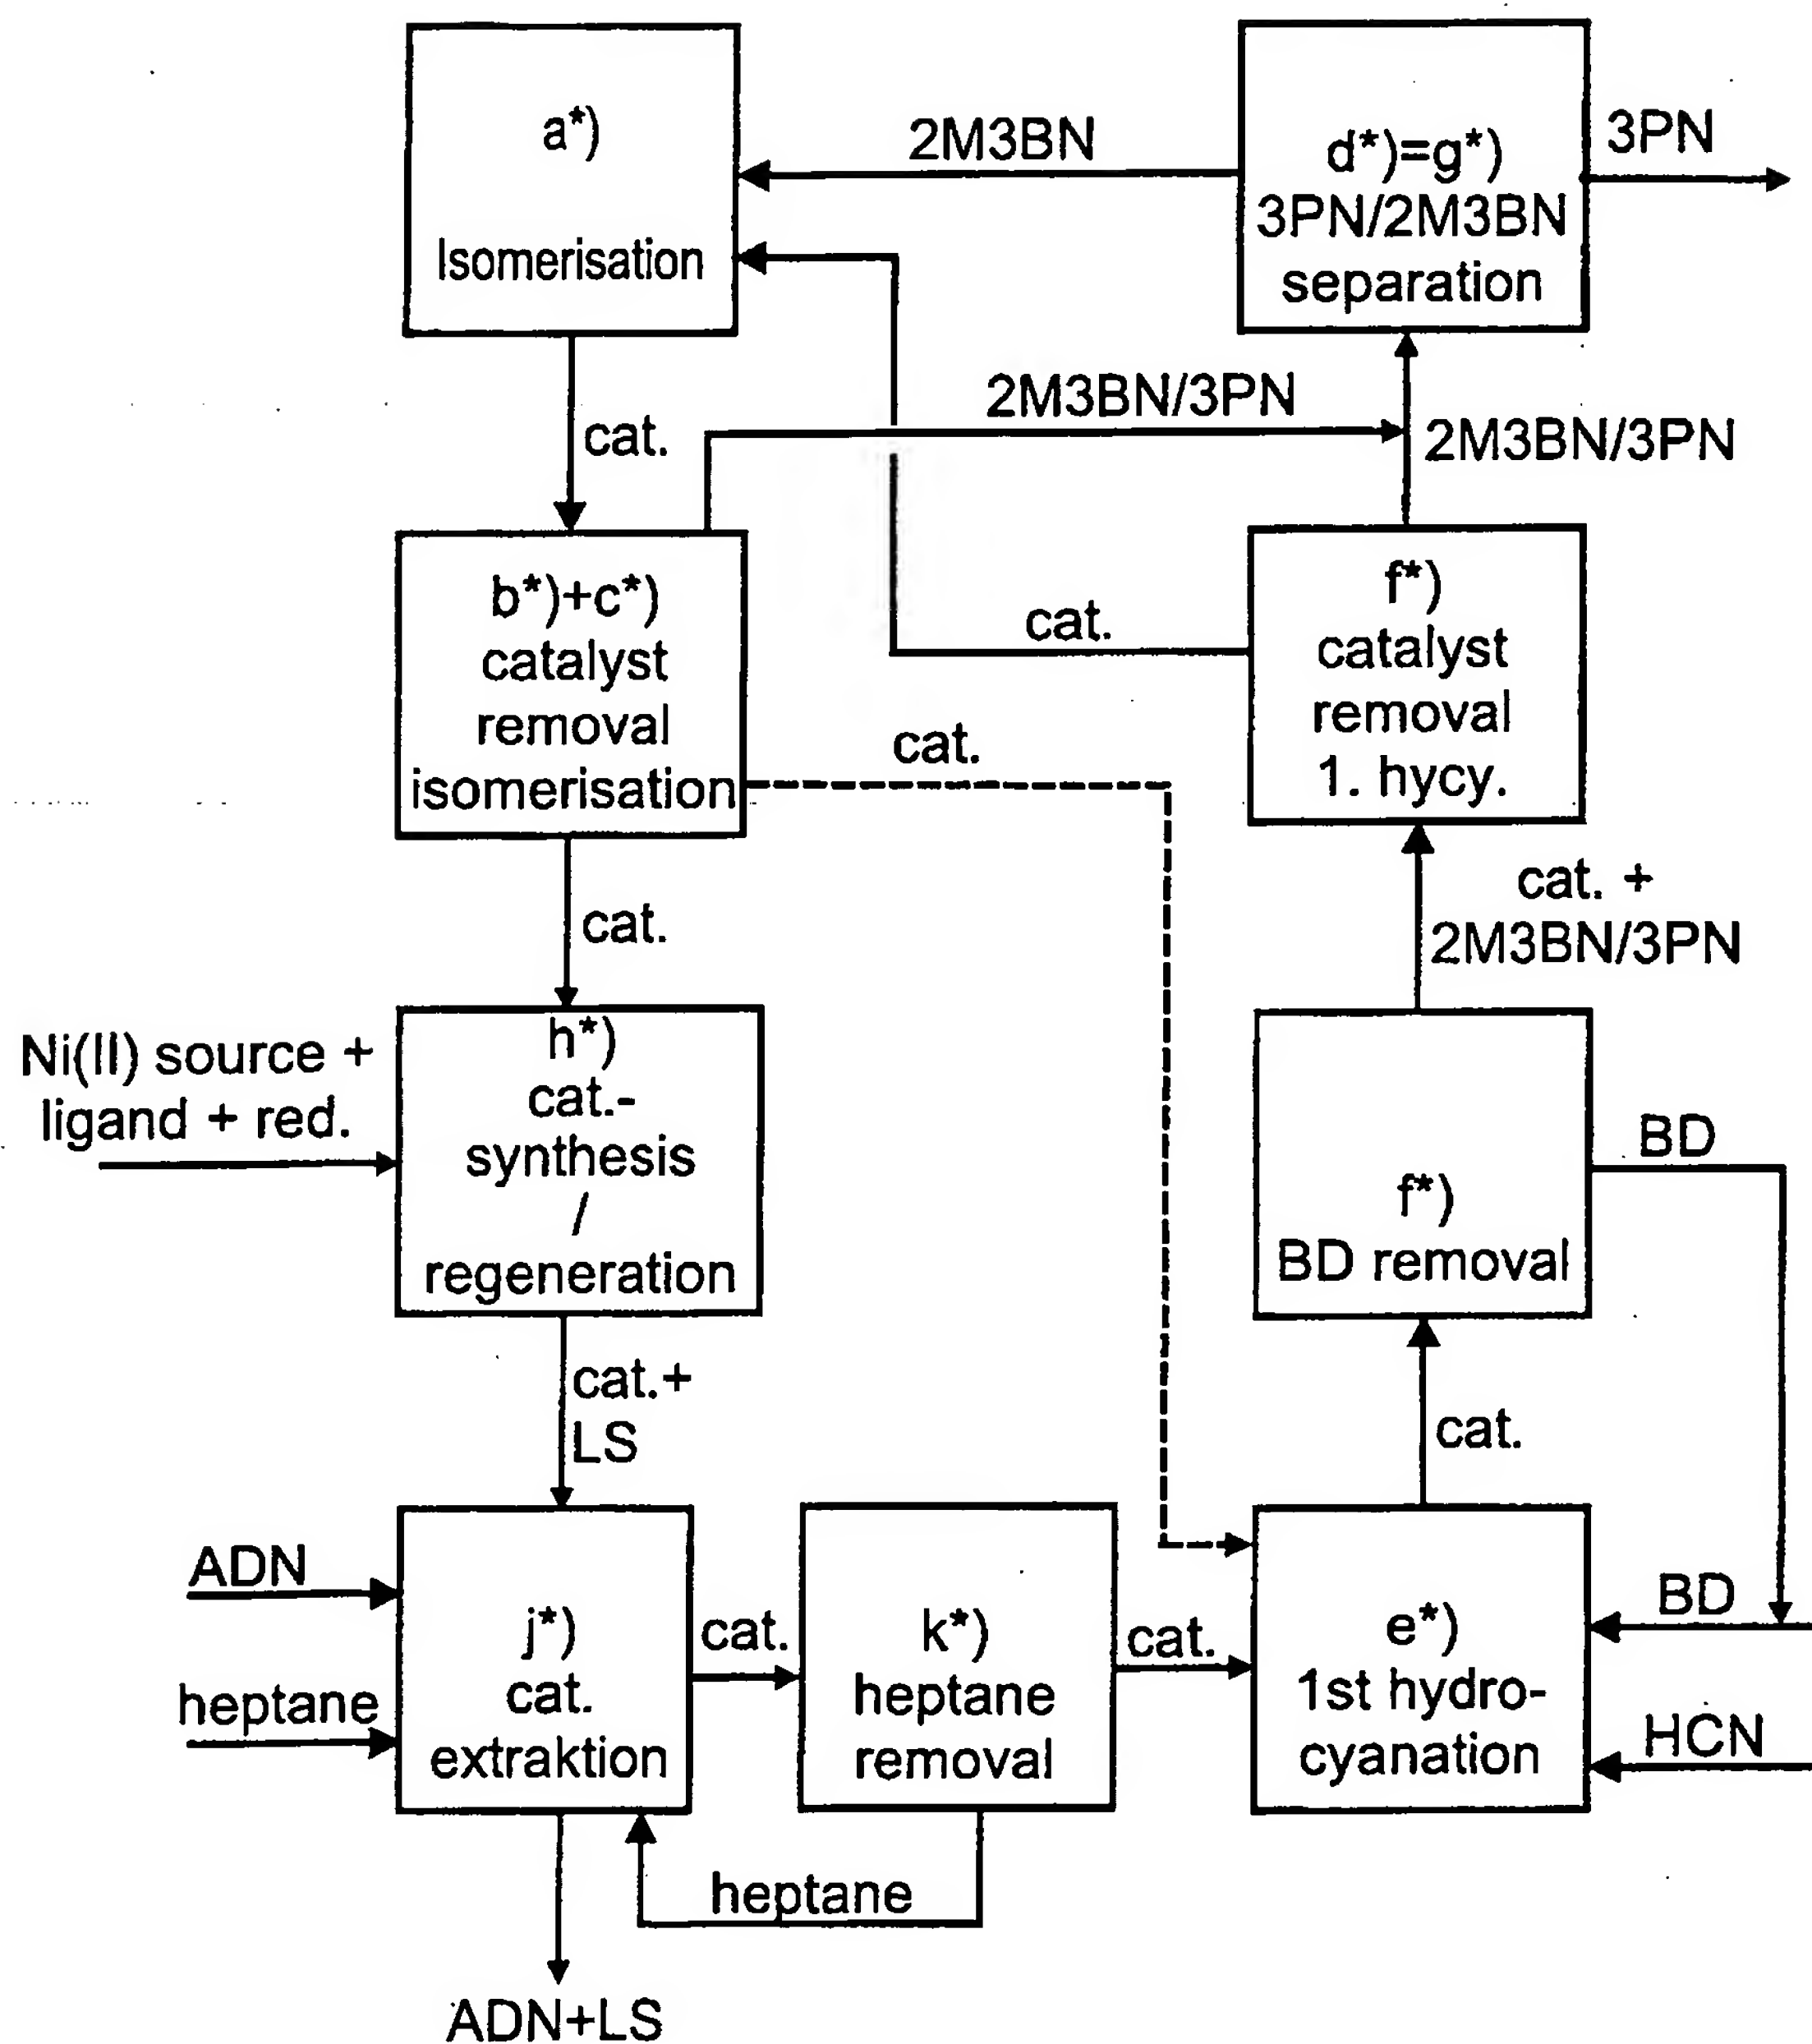 a*)
Isomerisation
2M3BN
d*)=g*)
3PN/2M3BN
separation
3PN
cat.
2M3BN/3PN
2M3BN/3PN
b*)+c*)
catalyst
removal
isomerisation
cat.
cat.
f*)
catalyst
removal
1. hycy.
cat.
cat. +
2M3BN/3PN
Ni(II) source +
ligand + red.
h*)
cat.-
synthesis
/
regeneration
f*)
BD removal
BD
cat.+
LS
cat.
ADN
heptane
j*)
cat.
extraktion
cat.
k*)
heptane
removal
cat.
e*)
1st hydro-
cyanation
BD
HCN
heptane
ADN+LS